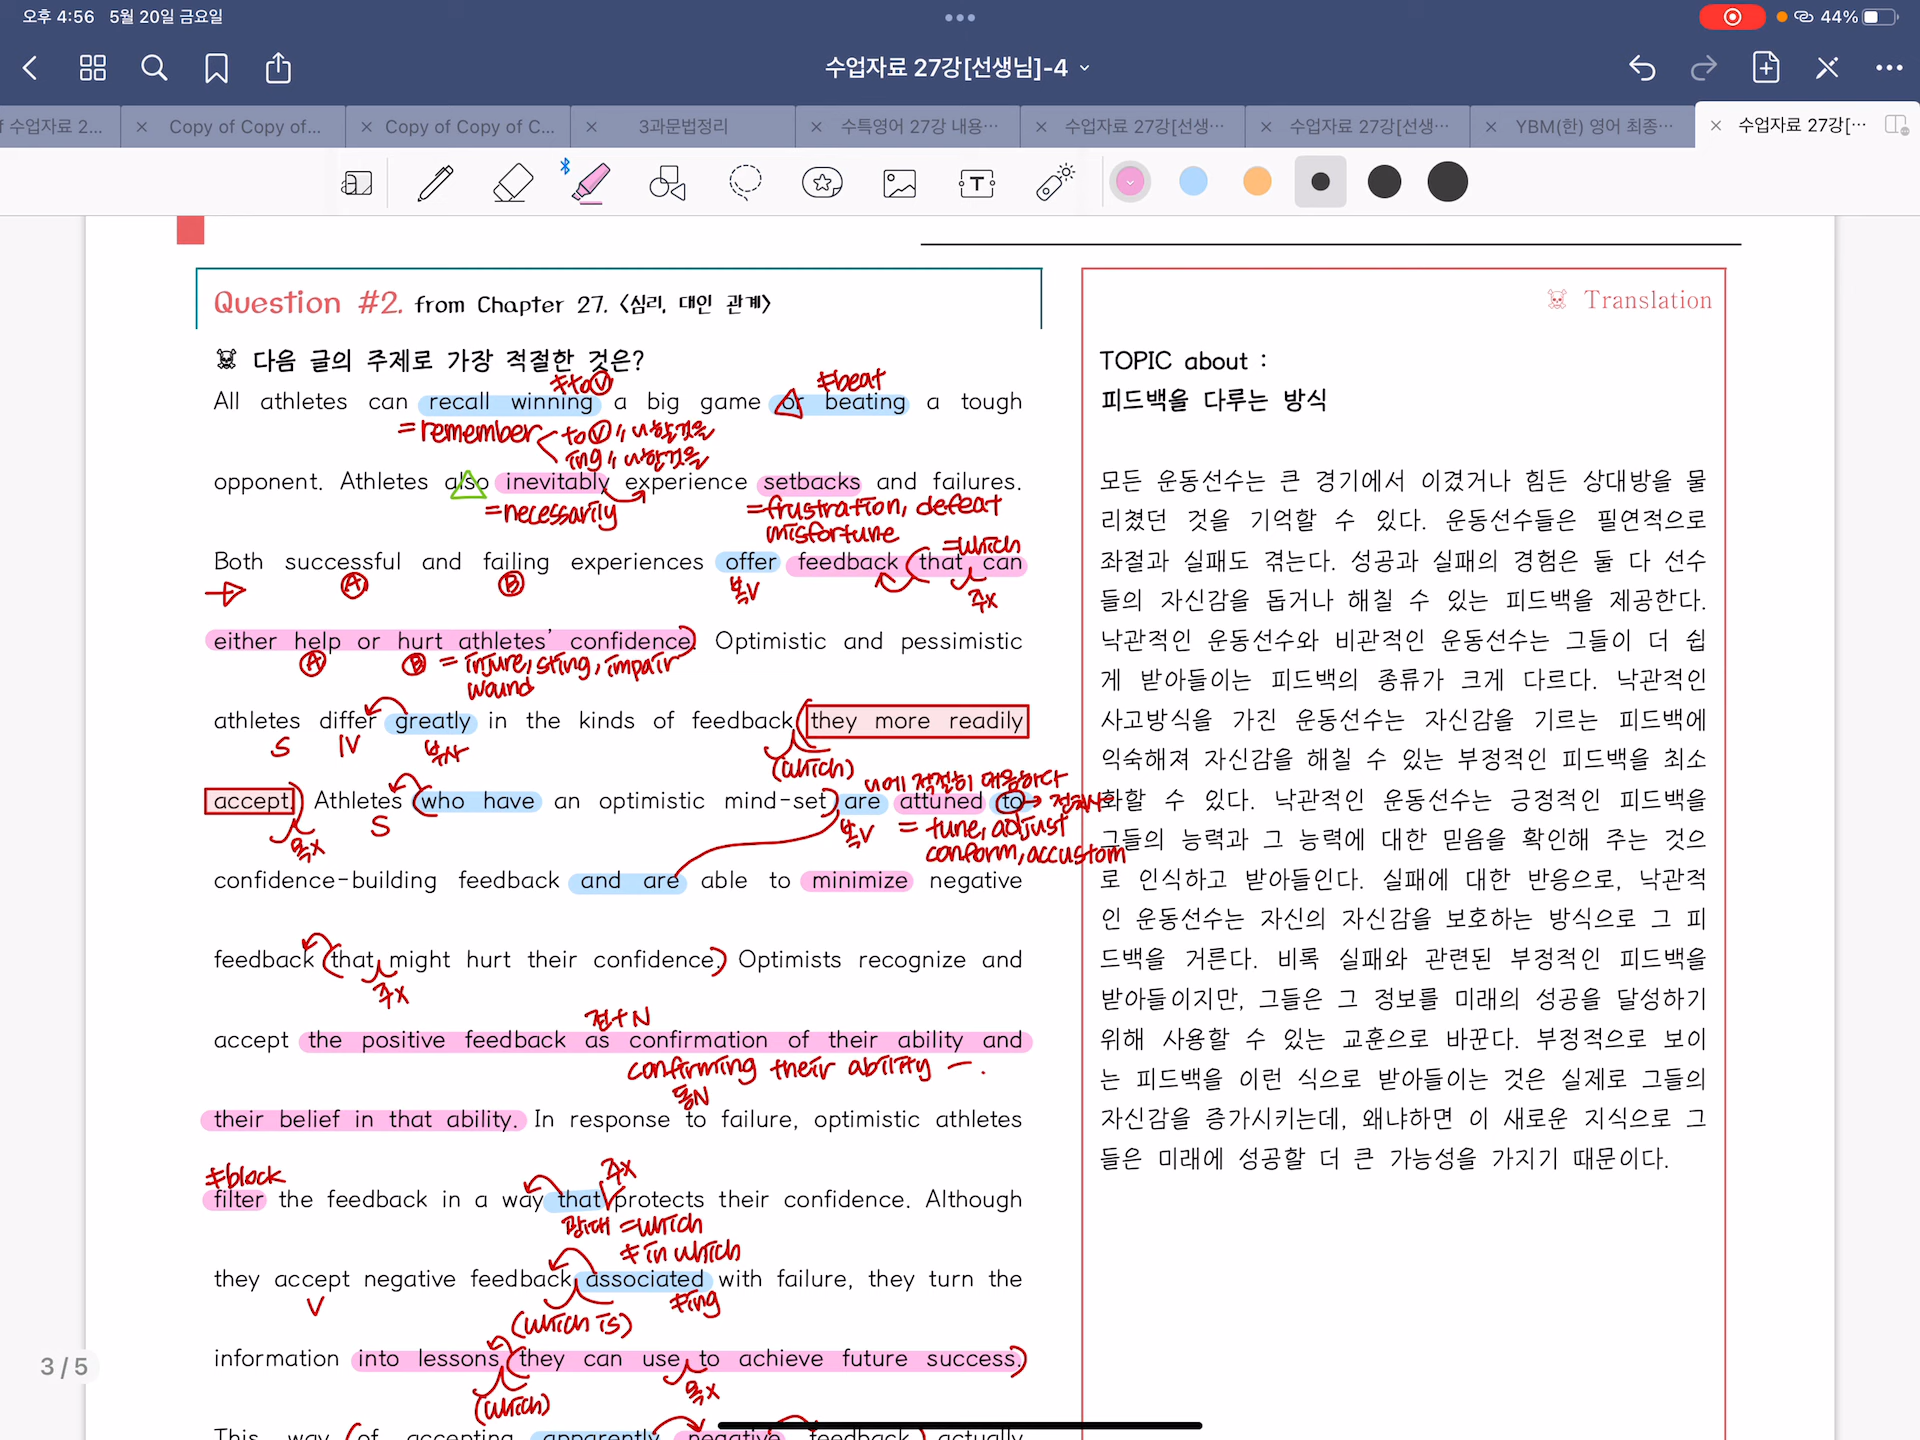 오후 4:56 5월 20일 금요일
44%
수업자료 27강[선생님]-4
수업자료 2...
Copy of Copy of...
Copy of Copy of C...
3과문법정리
수특영어 27강 내용...
수업자료 27강[선생...
수업자료 27강[선생...
YBM(한) 영어 최종...
수업자료 27강[...
Question #2. from Chapter 27. <심리, 대인 관계>
다음 글의 주제로 가장 적절한 것은?
≠to ⓥ ≠beat
All athletes can recall winning a big game or beating a tough
= remember to ⓥ ing
opponent. Athletes also inevitably experience setbacks and failures.
= necessarily = frustration, defeat
misfortune =which
Both successful and failing experiences offer feedback (that can
Ⓐ Ⓑ 복V 주X
either help or hurt athletes' confidence.) Optimistic and pessimistic
Ⓐ Ⓑ = injure, sting, impair
wound
athletes differ greatly in the kinds of feedback (they more readily
S IV 부사 (which)
accept.) Athletes (who have an optimistic mind-set) are attuned to
목X S 복V = tune, adjust
conform, accustom
confidence-building feedback and are able to minimize negative
feedback (that might hurt their confidence.) Optimists recognize and
주X
전+N
accept the positive feedback as confirmation of their ability and
confirming their ability ~.
동N
their belief in that ability. In response to failure, optimistic athletes
≠block 주X
filter the feedback in a way that protects their confidence. Although
관대 =which
≠in which
they accept negative feedback associated with failure, they turn the
V ≠ing
(which is)
information into lessons (they can use to achieve future success.)
목X
(which)
This way (of accepting apparently negative feedback) actually
3 / 5
Translation
TOPIC about :
피드백을 다루는 방식
모든 운동선수는 큰 경기에서 이겼거나 힘든 상대방을 물
리쳤던 것을 기억할 수 있다. 운동선수들은 필연적으로
좌절과 실패도 겪는다. 성공과 실패의 경험은 둘 다 선수
들의 자신감을 돕거나 해칠 수 있는 피드백을 제공한다.
낙관적인 운동선수와 비관적인 운동선수는 그들이 더 쉽
게 받아들이는 피드백의 종류가 크게 다르다. 낙관적인
사고방식을 가진 운동선수는 자신감을 기르는 피드백에
익숙해져 자신감을 해칠 수 있는 부정적인 피드백을 최소
화할 수 있다. 낙관적인 운동선수는 긍정적인 피드백을
그들의 능력과 그 능력에 대한 믿음을 확인해 주는 것으
로 인식하고 받아들인다. 실패에 대한 반응으로, 낙관적
인 운동선수는 자신의 자신감을 보호하는 방식으로 그 피
드백을 거른다. 비록 실패와 관련된 부정적인 피드백을
받아들이지만, 그들은 그 정보를 미래의 성공을 달성하기
위해 사용할 수 있는 교훈으로 바꾼다. 부정적으로 보이
는 피드백을 이런 식으로 받아들이는 것은 실제로 그들의
자신감을 증가시키는데, 왜냐하면 이 새로운 지식으로 그
들은 미래에 성공할 더 큰 가능성을 가지기 때문이다.